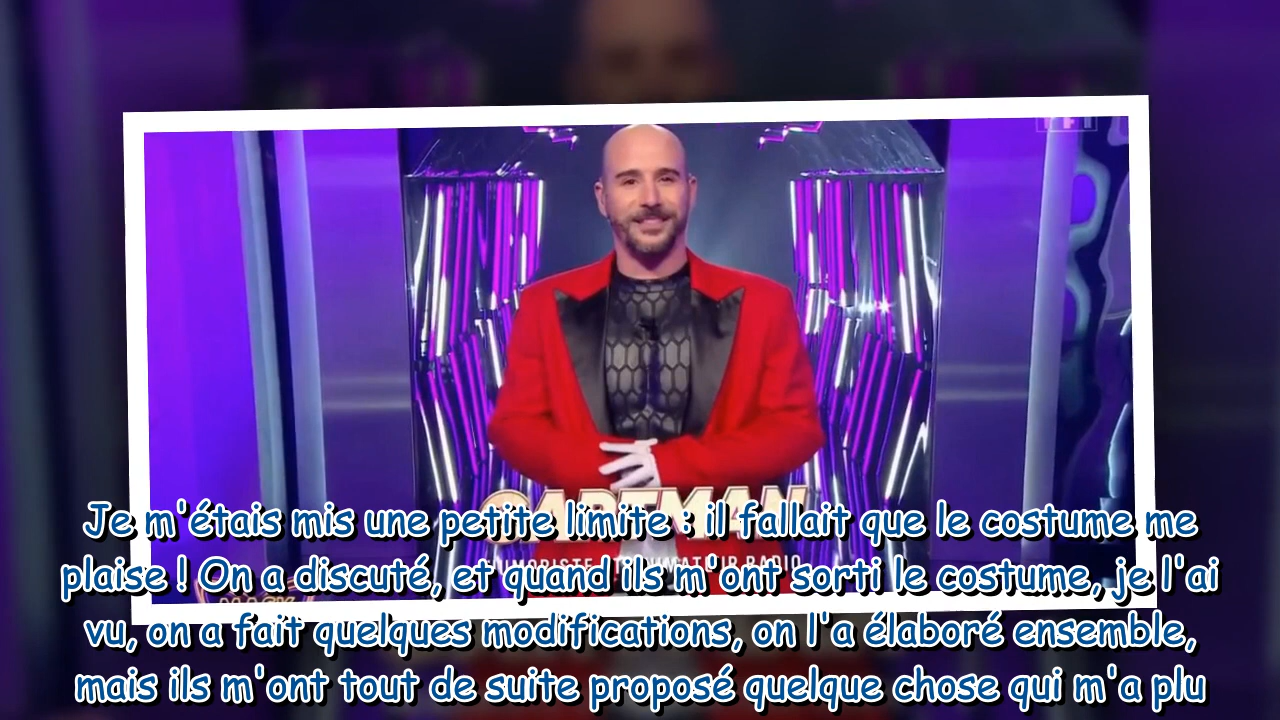 CARTMAN
Je m'étais mis une petite limite : il fallait que le costume me
plaise ! On a discuté, et quand ils m'ont sorti le costume, je l'ai
vu, on a fait quelques modifications, on l'a élaboré ensemble,
mais ils m'ont tout de suite proposé quelque chose qui m'a plu